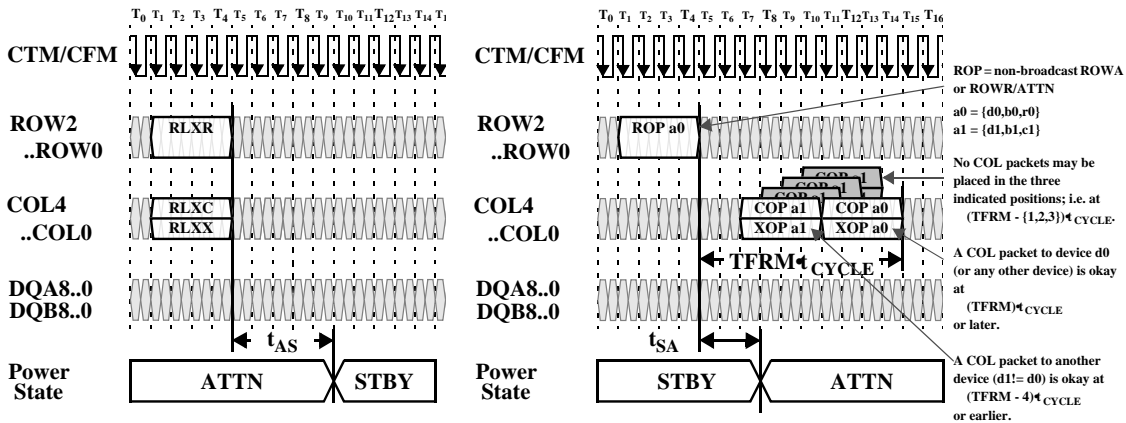 T0 T1 T2 T3 T4 T5 T6 T7 T8 T9 T10 T11 T12 T13 T14 T1
CTM/CFM
ROW2
..ROW0
RLXR
COL4
..COL0
RLXC
RLXX
DQA8..0
DQB8..0
tAS
Power
State
ATTN
STBY
T0 T1 T2 T3 T4 T5 T6 T7 T8 T9 T10 T11 T12 T13 T14 T15 T16
CTM/CFM
ROW2
..ROW0
ROP a0
COL4
..COL0
COP a1
COP a1
COP a1
COP a1
COP a0
XOP a1
XOP a0
TFRM•tCYCLE
DQA8..0
DQB8..0
tSA
Power
State
STBY
ATTN
ROP = non-broadcast ROWA
or ROWR/ATTN
a0 = {d0,b0,r0}
a1 = {d1,b1,c1}
No COL packets may be
placed in the three
indicated positions; i.e. at
(TFRM - {1,2,3})•tCYCLE.
A COL packet to device d0
(or any other device) is okay
at
(TFRM)•tCYCLE
or later.
A COL packet to another
device (d1!= d0) is okay at
(TFRM - 4)•tCYCLE
or earlier.